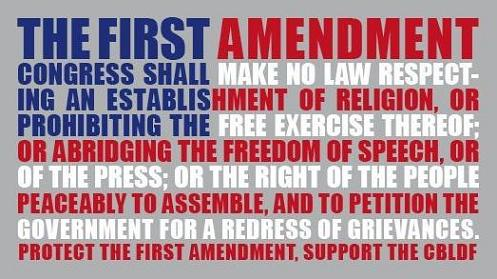 THE FIRST AMENDMENT
CONGRESS SHALL MAKE NO LAW RESPECT-
ING AN ESTABLISHMENT OF RELIGION, OR
PROHIBITING THE FREE EXERCISE THEREOF;
OR ABRIDGING THE FREEDOM OF SPEECH, OR
OF THE PRESS; OR THE RIGHT OF THE PEOPLE
PEACEABLY TO ASSEMBLE, AND TO PETITION THE
GOVERNMENT FOR A REDRESS OF GRIEVANCES.
PROTECT THE FIRST AMENDMENT, SUPPORT THE CBLDF